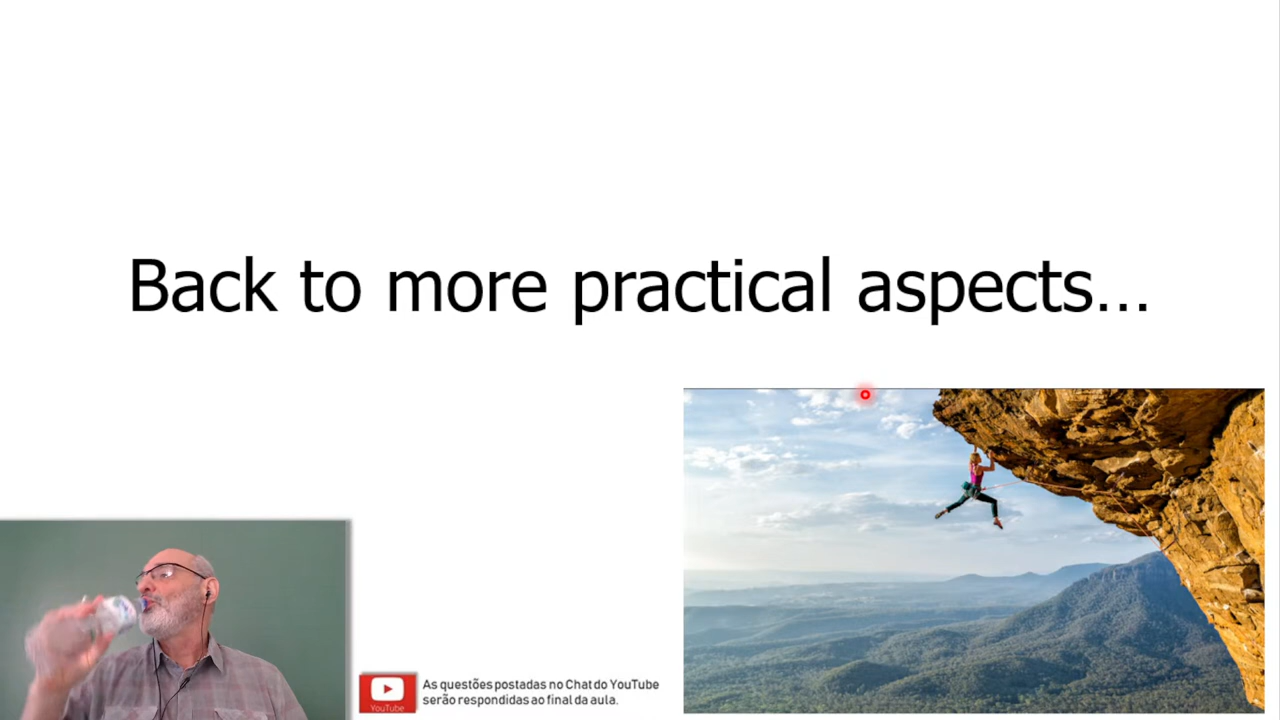 Back to more practical aspects...
YouTube
As questões postadas no Chat do YouTube
serão respondidas ao final da aula.